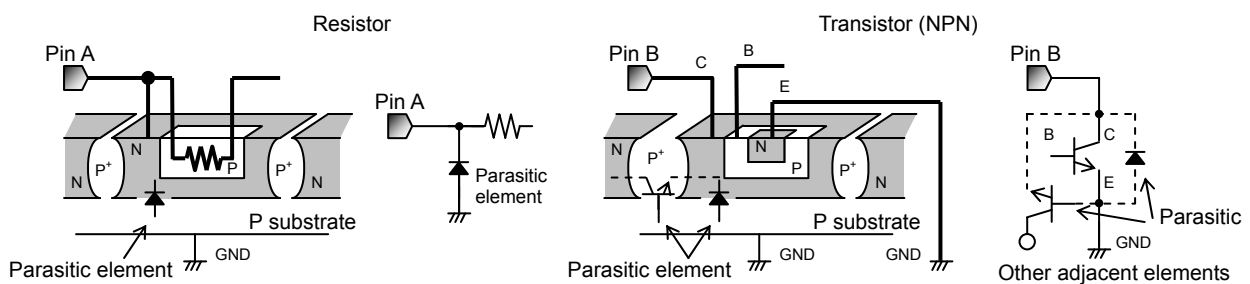 Resistor
Transistor (NPN)
Pin A
Pin B
C
B
E
Pin B
Pin A
N
P
N
P+
P+
N
N
P+
N
P
P+
N
B
C
E
Parasitic
element
P substrate
GND
Parasitic element
P substrate
GND
GND
Parasitic element
Parasitic
GND
Other adjacent elements